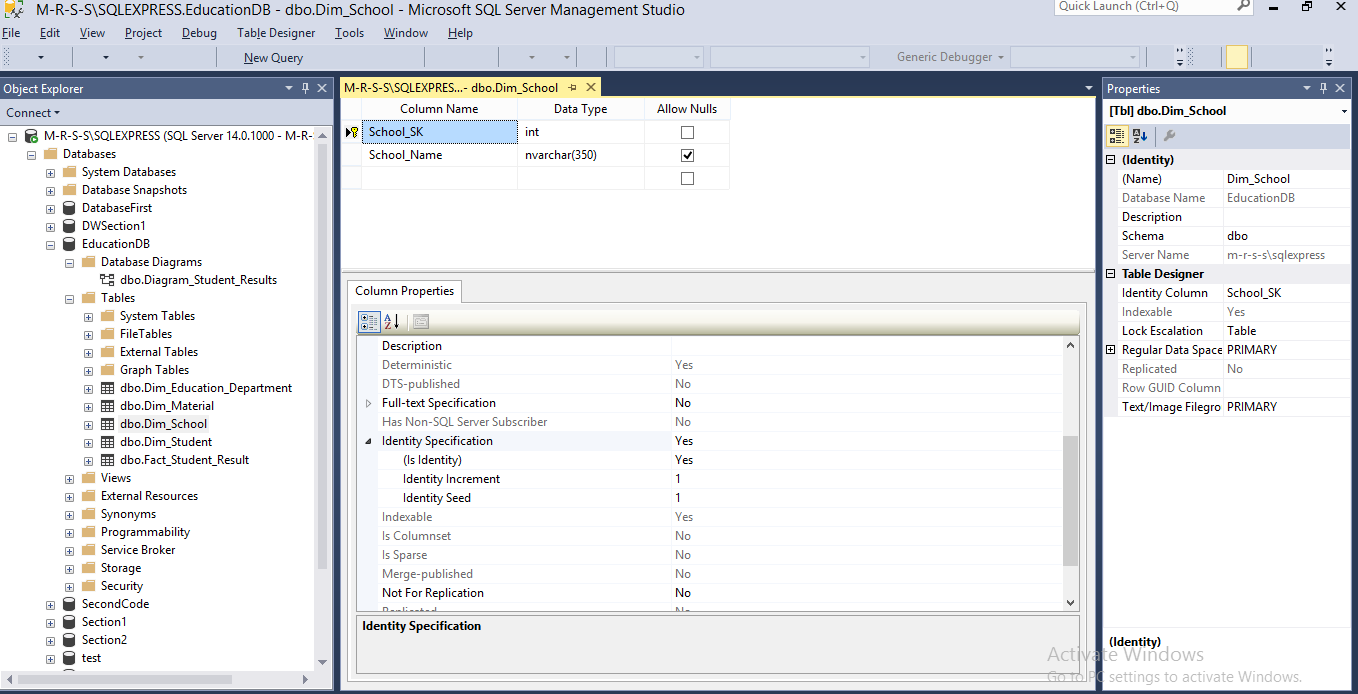 M-R-S-S\SQLEXPRESS.EducationDB - dbo.Dim_School - Microsoft SQL Server Management Studio
Quick Launch (Ctrl+Q)
File Edit View Project Debug Table Designer Tools Window Help
New Query
Generic Debugger
Object Explorer
Connect
M-R-S-S\SQLEXPRESS (SQL Server 14.0.1000 - M-R-
Databases
System Databases
Database Snapshots
DatabaseFirst
DWSection1
EducationDB
Database Diagrams
dbo.Diagram_Student_Results
Tables
System Tables
FileTables
External Tables
Graph Tables
dbo.Dim_Education_Department
dbo.Dim_Material
dbo.Dim_School
dbo.Dim_Student
dbo.Fact_Student_Result
Views
External Resources
Synonyms
Programmability
Service Broker
Storage
Security
SecondCode
Section1
Section2
test
M-R-S-S\SQLEXPRES...- dbo.Dim_School
Column Name Data Type Allow Nulls
School_SK int
School_Name nvarchar(350)
Column Properties
Description
Deterministic Yes
DTS-published No
Full-text Specification No
Has Non-SQL Server Subscriber No
Identity Specification Yes
(Is Identity) Yes
Identity Increment 1
Identity Seed 1
Indexable Yes
Is Columnset No
Is Sparse No
Merge-published No
Not For Replication No
Replicated No
Identity Specification
Properties
[Tbl] dbo.Dim_School
(Identity)
(Name) Dim_School
Database Name EducationDB
Description
Schema dbo
Server Name m-r-s-s\sqlexpress
Table Designer
Identity Column School_SK
Indexable Yes
Lock Escalation Table
Regular Data Space PRIMARY
Replicated No
Row GUID Column
Text/Image Filegro PRIMARY
(Identity)
Activate Windows
Go to PC settings to activate Windows.